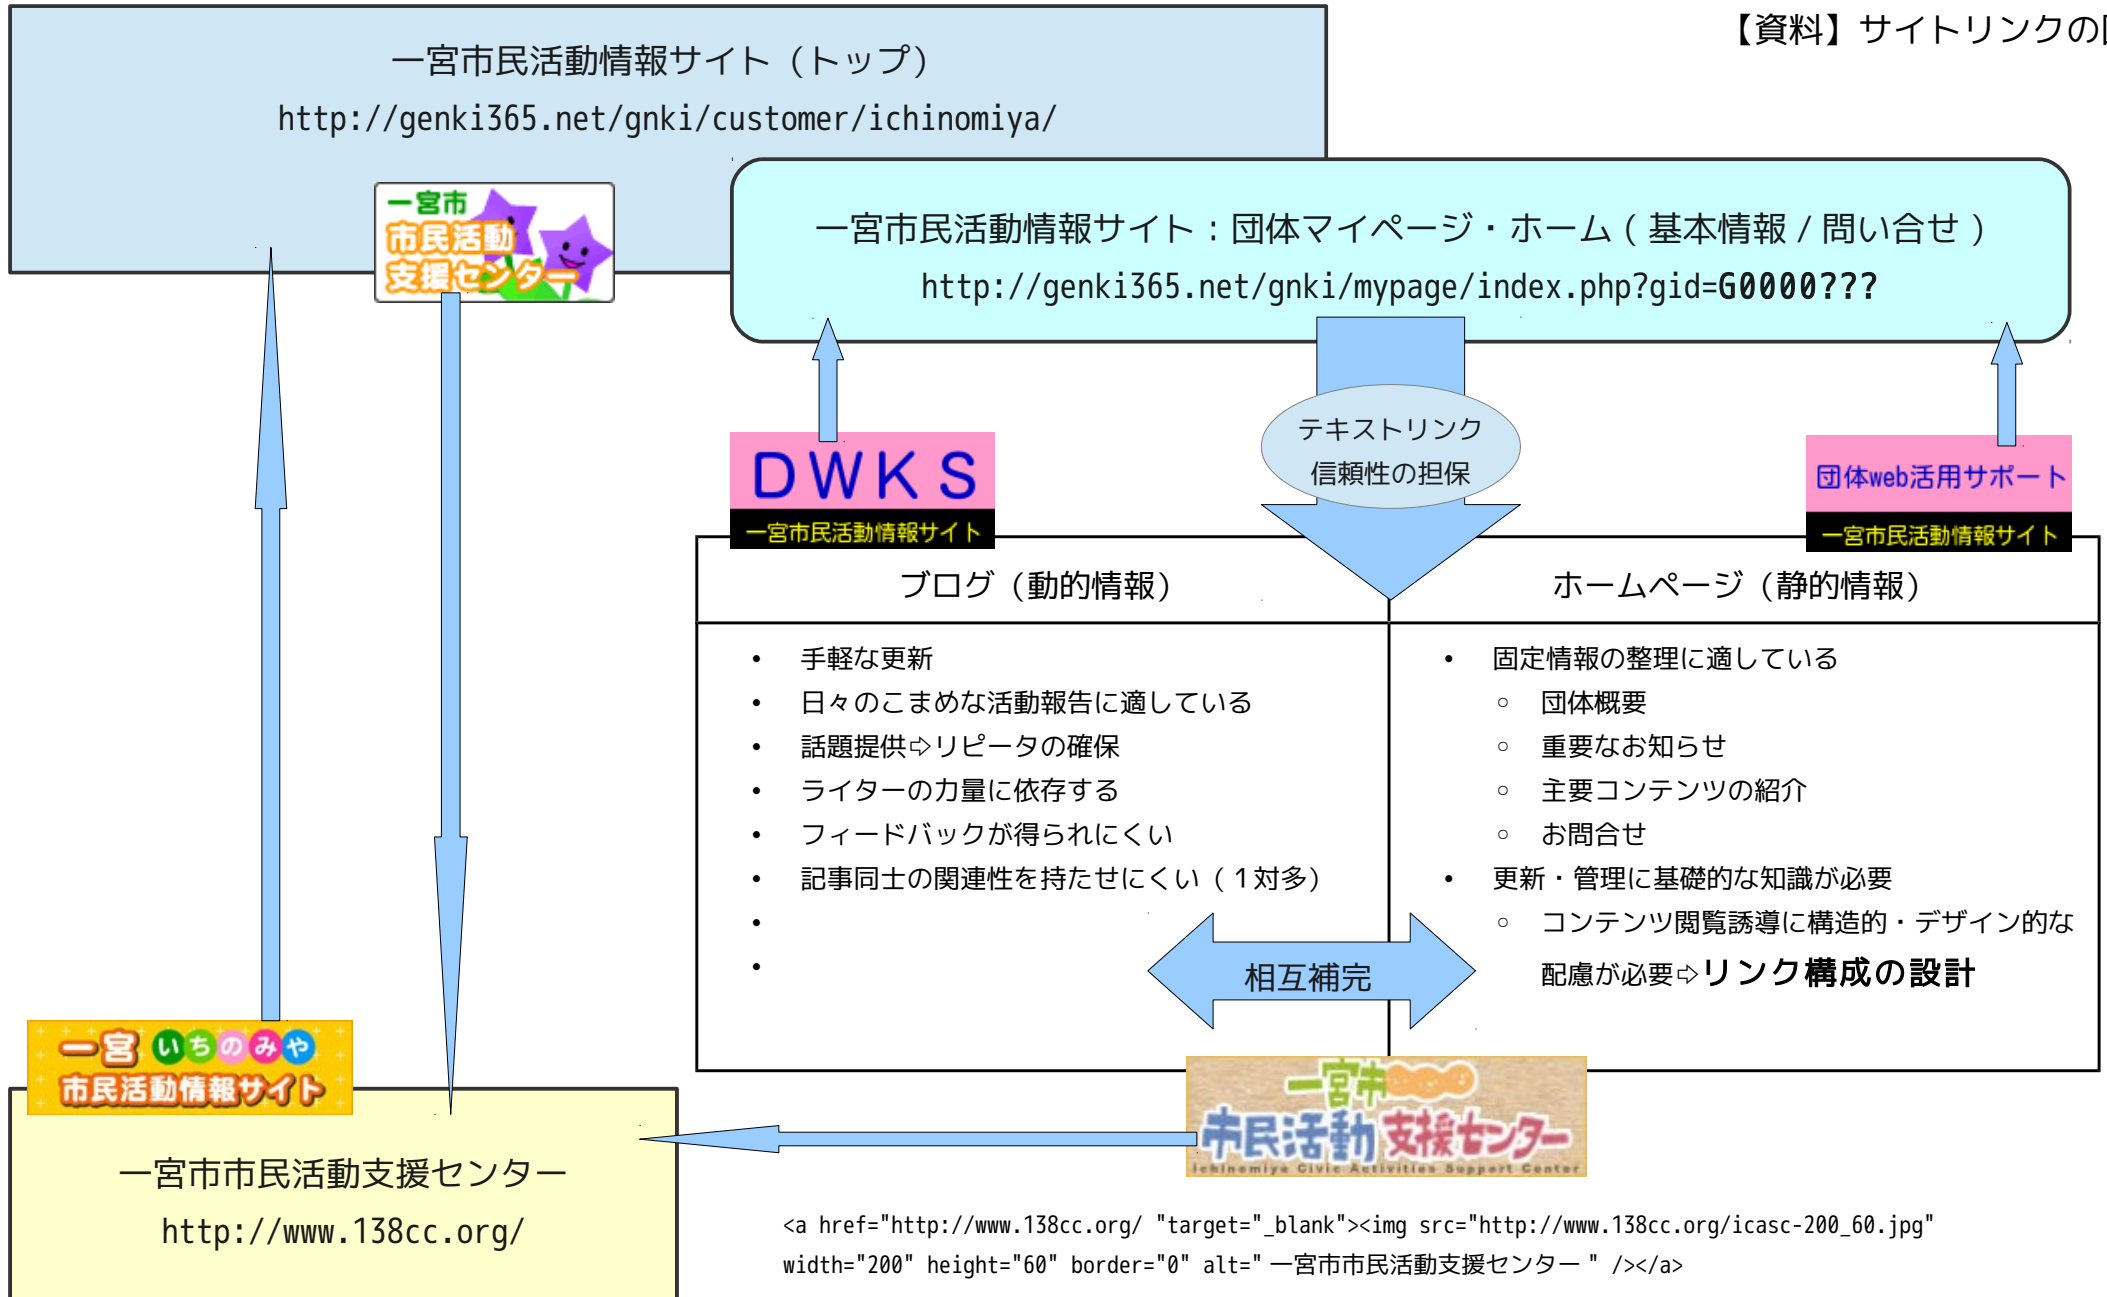 【資料】サイトリンクの
一宮市民活動情報サイト（トップ）
http://genki365.net/gnki/customer/ichinomiya/
一宮市
市民活動
支援センター
一宮市民活動情報サイト：団体マイページ・ホーム ( 基本情報 / 問い合せ )
http://genki365.net/gnki/mypage/index.php?gid=G0000???
テキストリンク
信頼性の担保
ＤＷＫＳ
一宮市民活動情報サイト
団体web活用サポート
一宮市民活動情報サイト
ブログ（動的情報）
• 手軽な更新
• 日々のこまめな活動報告に適している
• 話題提供⇨リピータの確保
• ライターの力量に依存する
• フィードバックが得られにくい
• 記事同士の関連性を持たせにくい（１対多）
•
•
ホームページ（静的情報）
• 固定情報の整理に適している
◦ 団体概要
◦ 重要なお知らせ
◦ 主要コンテンツの紹介
◦ お問合せ
• 更新・管理に基礎的な知識が必要
◦ コンテンツ閲覧誘導に構造的・デザイン的な
配慮が必要⇨リンク構成の設計
相互補完
一宮 いちのみや
市民活動情報サイト
一宮市市民活動支援センター
http://www.138cc.org/
一宮市
市民活動 支援センター
Ichinomiya Civic Activities Support Center
<a href="http://www.138cc.org/ "target="_blank"><img src="http://www.138cc.org/icasc-200_60.jpg"
width="200" height="60" border="0" alt=" 一宮市市民活動支援センター " /></a>